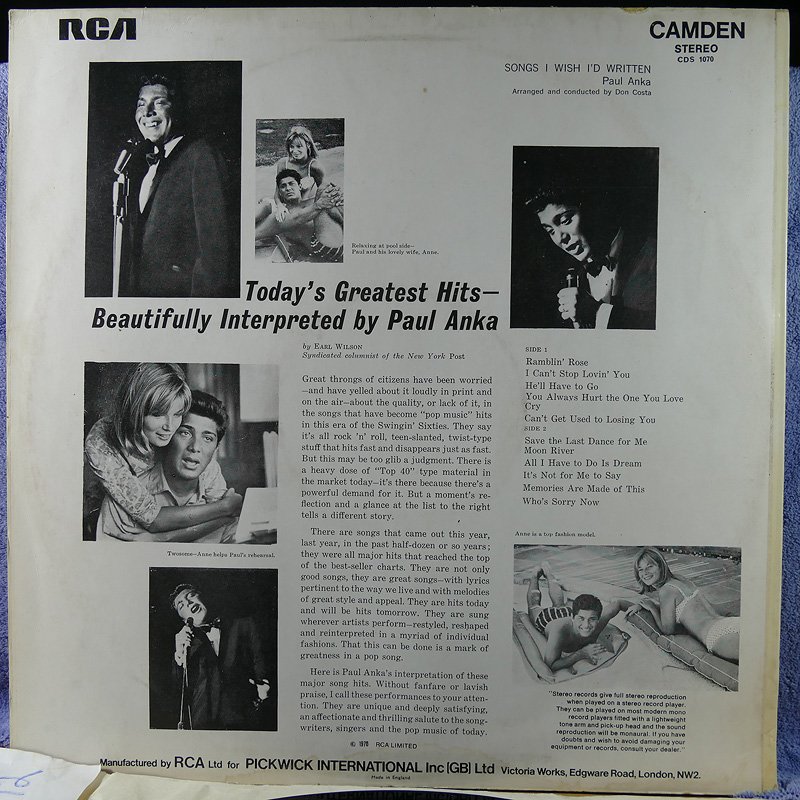 RCA
CAMDEN
STEREO
CDS 1070
SONGS I WISH I'D WRITTEN
Paul Anka
Arranged and conducted by Don Costa
Relaxing at pool side—
Paul and his lovely wife, Anne.
Today's Greatest Hits—
Beautifully Interpreted by Paul Anka
by EARL WILSON
Syndicated columnist of the New York Post
Great throngs of citizens have been worried
—and have yelled about it loudly in print and
on the air—about the quality, or lack of it, in
the songs that have become "pop music" hits
in this era of the Swingin' Sixties. They say
it's all rock 'n' roll, teen-slanted, twist-type
stuff that hits fast and disappears just as fast.
But this may be too glib a judgment. There is
a heavy dose of "Top 40" type material in
the market today—it's there because there's a
powerful demand for it. But a moment's re-
flection and a glance at the list to the right
tells a different story.
There are songs that came out this year,
last year, in the past half-dozen or so years;
they were all major hits that reached the top
of the best-seller charts. They are not only
good songs, they are great songs—with lyrics
pertinent to the way we live and with melodies
of great style and appeal. They are hits today
and will be hits tomorrow. They are sung
wherever artists perform—restyled, reshaped
and reinterpreted in a myriad of individual
fashions. That this can be done is a mark of
greatness in a pop song.
Here is Paul Anka's interpretation of these
major song hits. Without fanfare or lavish
praise, I call these performances to your atten-
tion. They are unique and deeply satisfying,
an affectionate and thrilling salute to the song-
writers, singers and the pop music of today.
SIDE 1
Ramblin' Rose
I Can't Stop Lovin' You
He'll Have to Go
You Always Hurt the One You Love
Cry
Can't Get Used to Losing You
SIDE 2
Save the Last Dance for Me
Moon River
All I Have to Do Is Dream
It's Not for Me to Say
Memories Are Made of This
Who's Sorry Now
Twosome—Anne helps Paul's rehearsal.
Anne is a top fashion model.
"Stereo records give full stereo reproduction
when played on a stereo record player.
They can be played on most modern mono
record players fitted with a lightweight
tone arm and pick-up head and the sound
reproduction will be monaural. If you have
doubts and wish to avoid damaging your
equipment or records, consult your dealer."
© 1970 RCA LIMITED
Manufactured by RCA Ltd for PICKWICK INTERNATIONAL Inc [GB] Ltd Victoria Works, Edgware Road, London, NW2.
Made in England